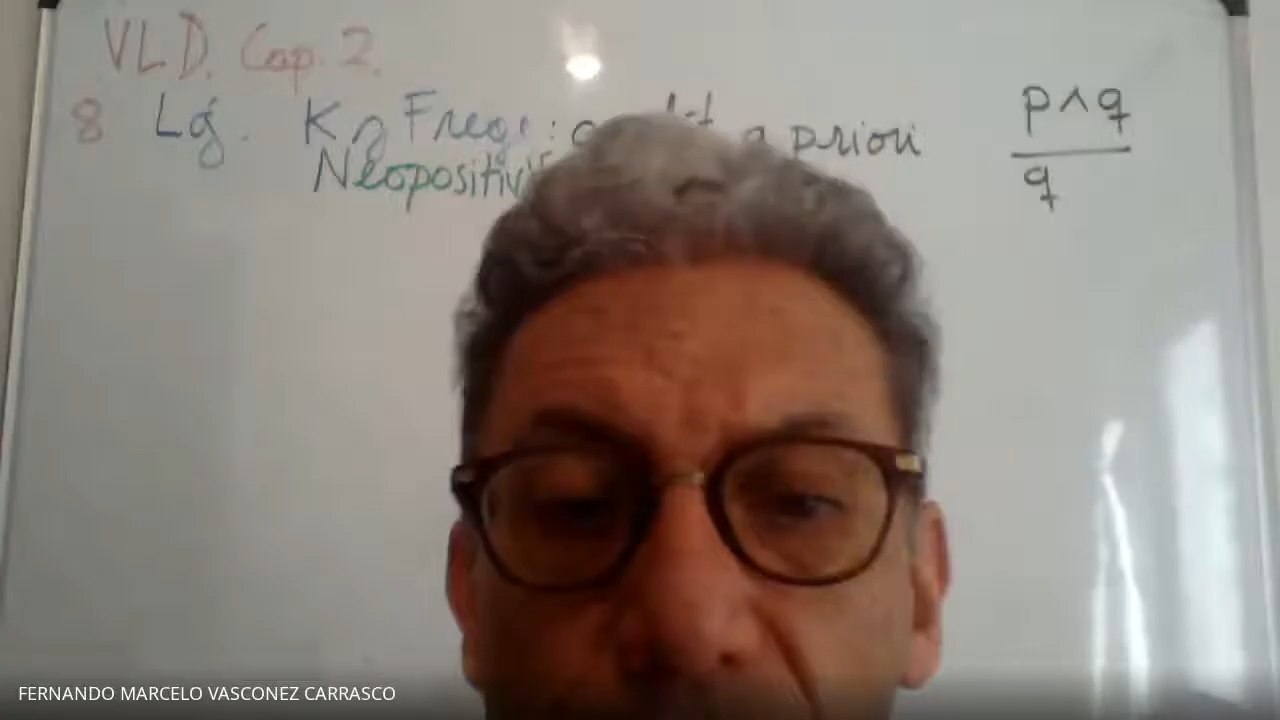 VLD. Cap. 2.
8 Lg. K ∩ Frege: a priori
Neopositivi
p ∧ q
q
FERNANDO MARCELO VASCONEZ CARRASCO